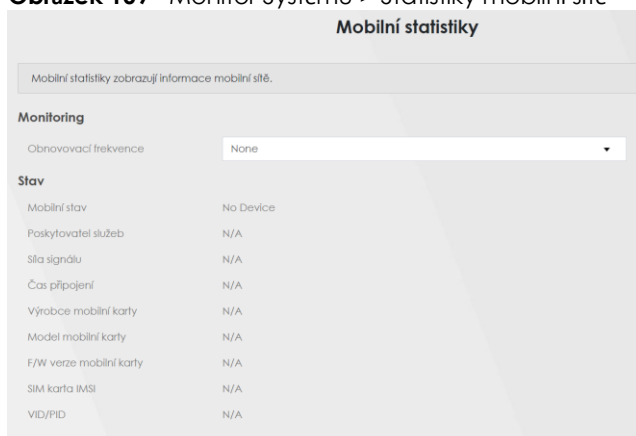 Mobilní statistiky
Mobilní statistiky zobrazují informace mobilní sítě.
Monitoring
Obnovovací frekvence None
Stav
Mobilní stav No Device
Poskytovatel služeb N/A
Síla signálu N/A
Čas připojení N/A
Výrobce mobilní karty N/A
Model mobilní karty N/A
F/W verze mobilní karty N/A
SIM karta IMSI N/A
VID/PID N/A